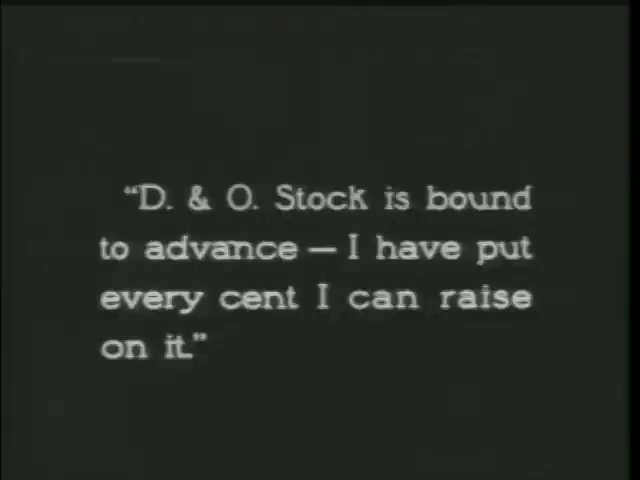 “D. & O. Stock is bound
to advance — I have put
every cent I can raise
on it.”